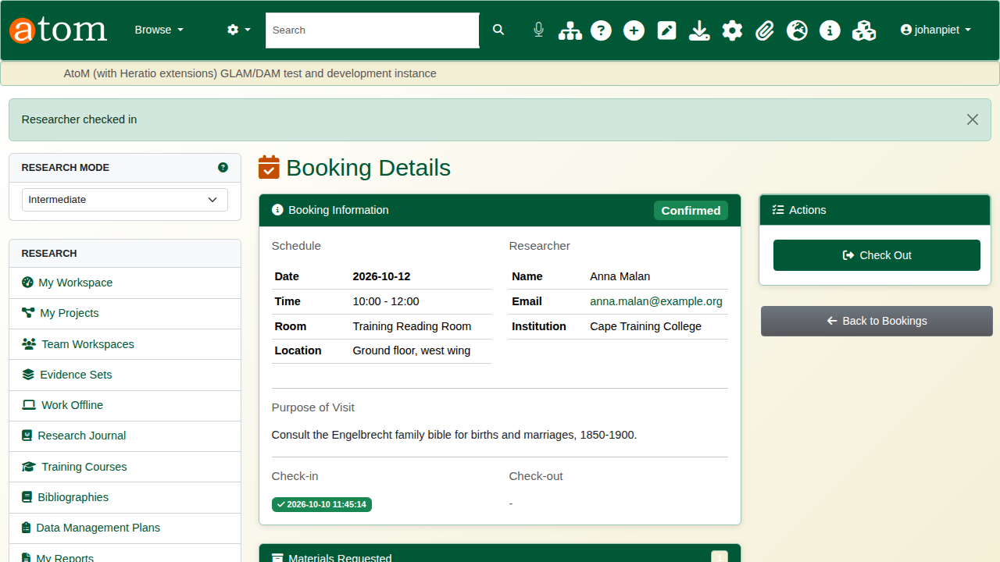 atom
Browse
Search
johanpiet
AtoM (with Heratio extensions) GLAM/DAM test and development instance
Researcher checked in
RESEARCH MODE
Intermediate
RESEARCH
My Workspace
My Projects
Team Workspaces
Evidence Sets
Work Offline
Research Journal
Training Courses
Bibliographies
Data Management Plans
My Reports
Booking Details
Booking Information
Confirmed
Schedule
Date 2026-10-12
Time 10:00 - 12:00
Room Training Reading Room
Location Ground floor, west wing
Researcher
Name Anna Malan
Email anna.malan@example.org
Institution Cape Training College
Purpose of Visit
Consult the Engelbrecht family bible for births and marriages, 1850-1900.
Check-in
2026-10-10 11:45:14
Check-out
-
Materials Requested
Actions
Check Out
Back to Bookings